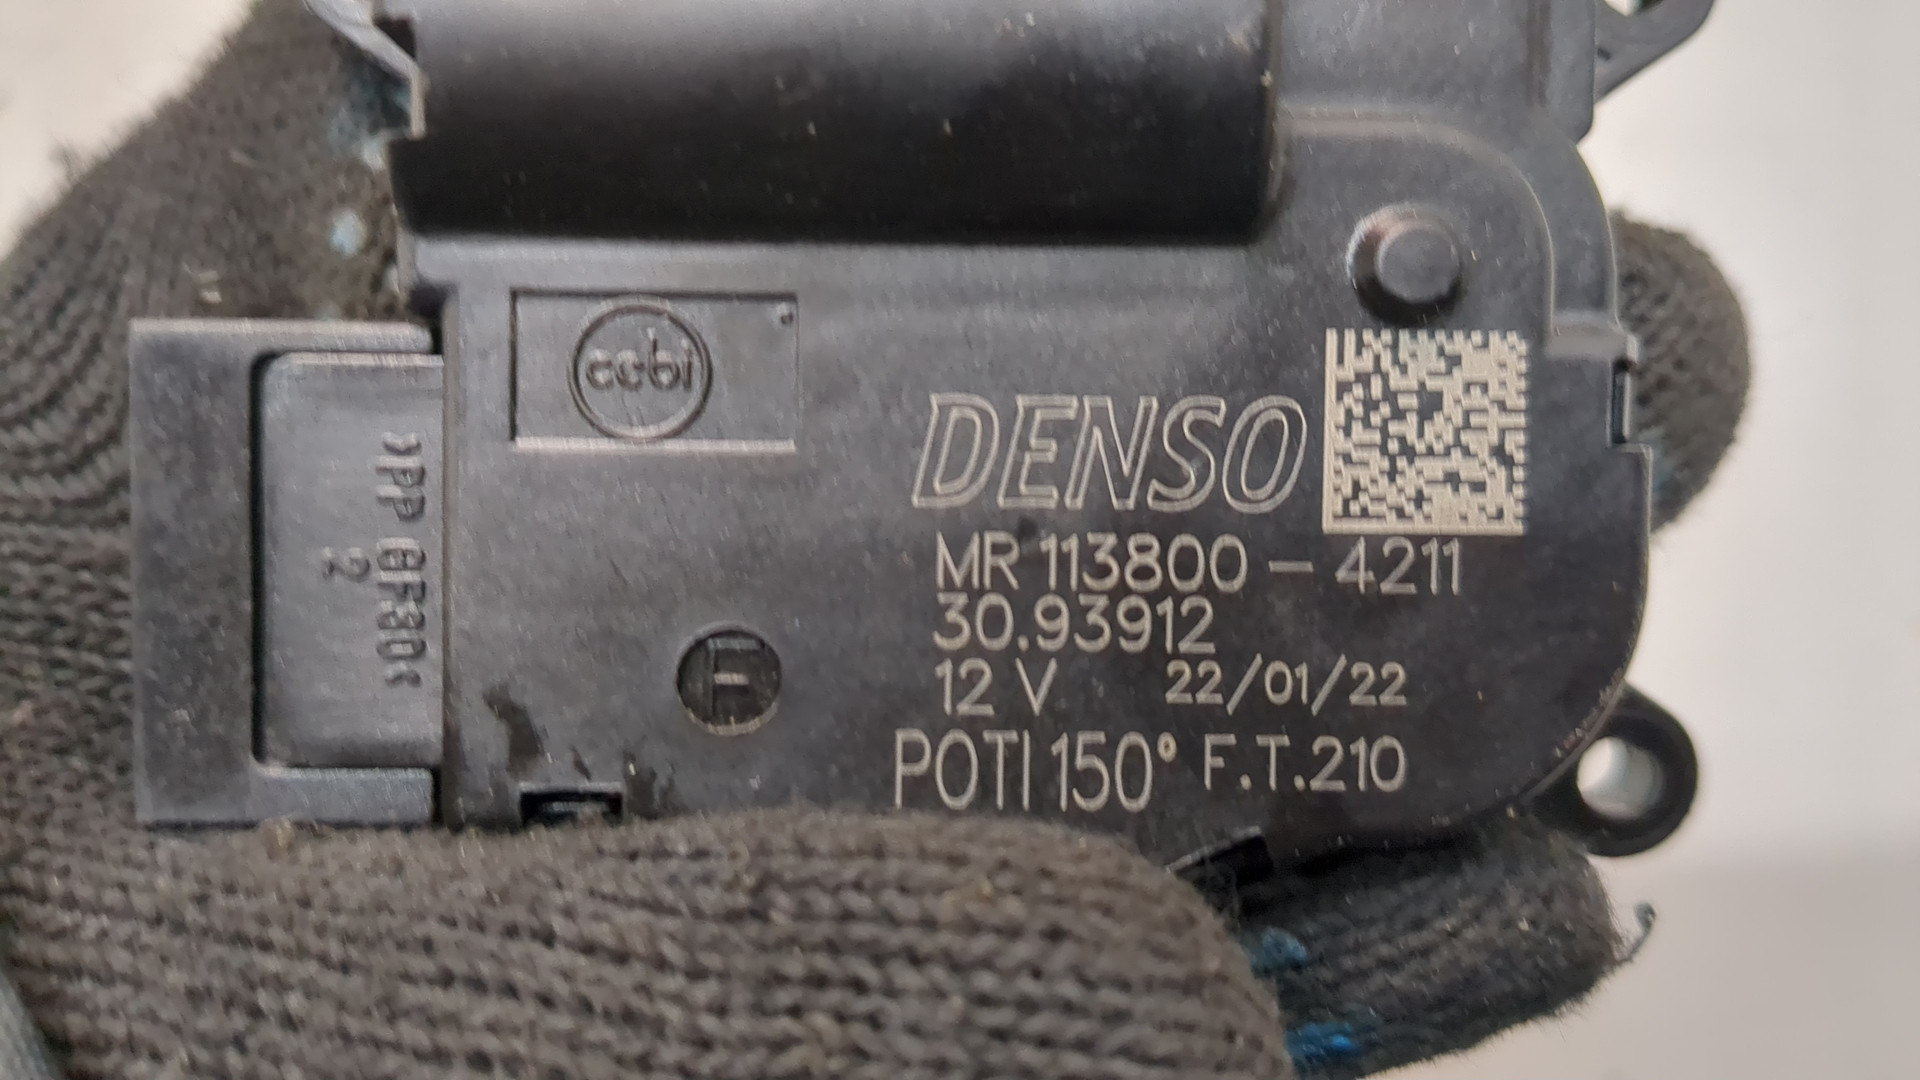 cebi
>PP GF30<
2
DENSO
MR 113800 - 4211
30.93912
12 V 22/01/22
F
POTI 150° F.T.210